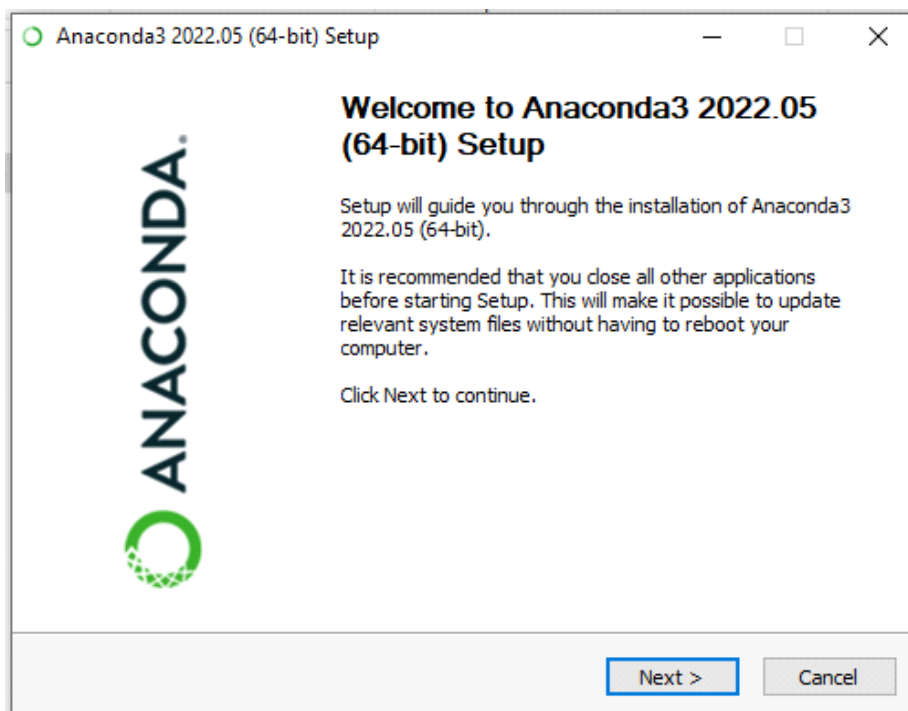 Anaconda3 2022.05 (64-bit) Setup
ANACONDA.
Welcome to Anaconda3 2022.05
(64-bit) Setup
Setup will guide you through the installation of Anaconda3
2022.05 (64-bit).
It is recommended that you close all other applications
before starting Setup. This will make it possible to update
relevant system files without having to reboot your
computer.
Click Next to continue.
Next >
Cancel